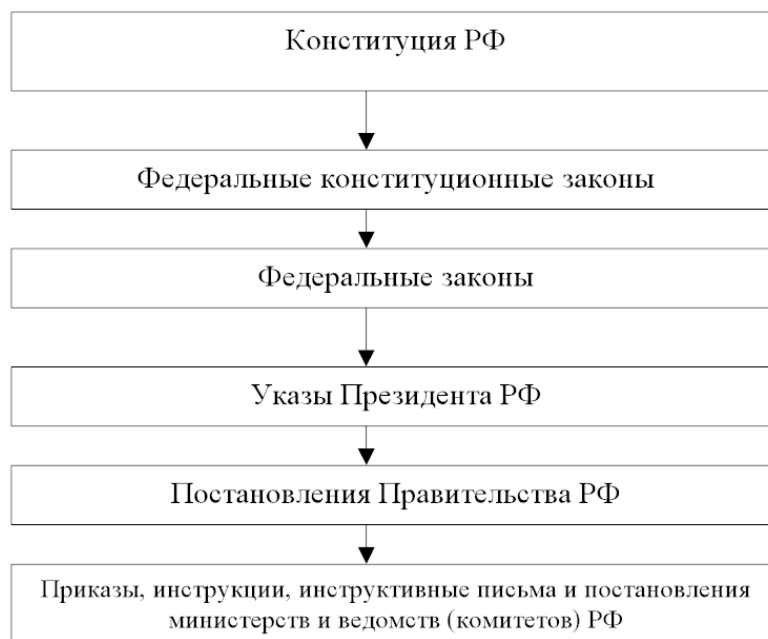 Конституция РФ
Федеральные конституционные законы
Федеральные законы
Указы Президента РФ
Постановления Правительства РФ
Приказы, инструкции, инструктивные письма и постановления
министерств и ведомств (комитетов) РФ